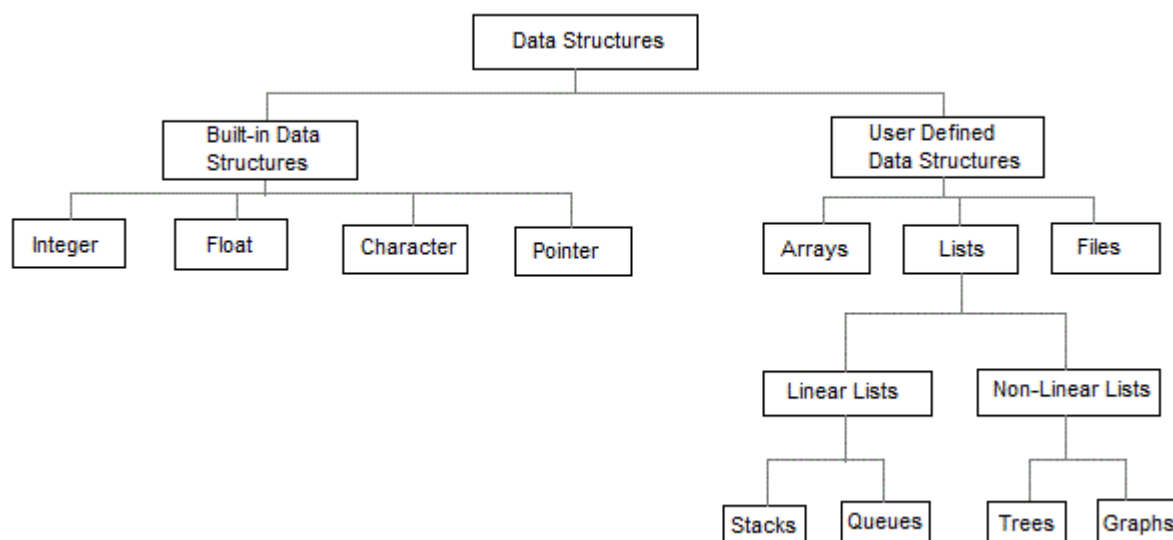 Data Structures
Built-in Data
Structures
User Defined
Data Structures
Integer
Float
Character
Pointer
Arrays
Lists
Files
Linear Lists
Non-Linear Lists
Stacks
Queues
Trees
Graphs